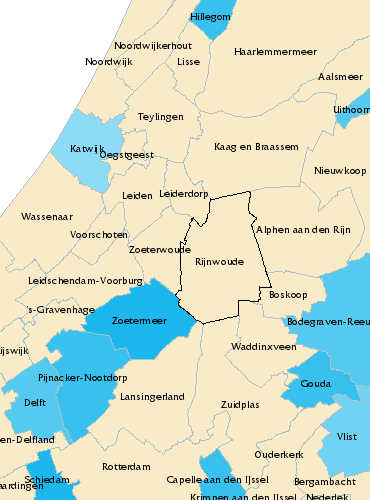 Hillegom
Noordwijkerhout
Haarlemmermeer
Noordwijk
Lisse
Aalsmeer
Uithoorn
Teylingen
Katwijk
Oegstgeest
Kaag en Braassem
Nieuwkoop
Leiden
Leiderdorp
Wassenaar
Voorschoten
Alphen aan den Rijn
Zoeterwoude
Rijnwoude
Leidschendam-Voorburg
Boskoop
's-Gravenhage
Zoetermeer
Bodegraven-Reeu
Waddinxveen
ijswijk
Pijnacker-Nootdorp
Gouda
Delft
Lansingerland
Zuidplas
Vlist
en-Delfland
Ouderkerk
Rotterdam
Schiedam
Capelle aan den IJssel
Bergambacht
aardingen
Krimpen aan den IJssel
Nederlek